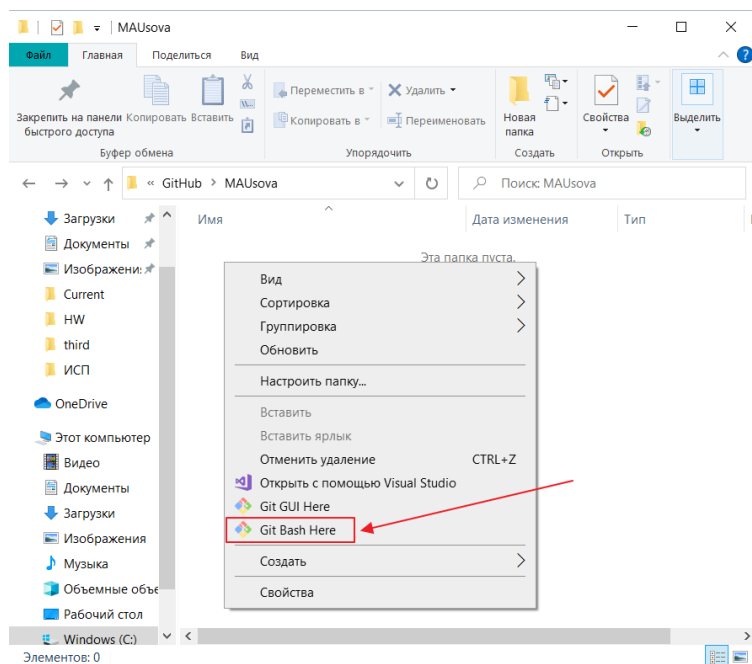 MAUsova
Файл Главная Поделиться Вид
Закрепить на панели быстрого доступа
Копировать
Вставить
Переместить в
Копировать в
Удалить
Переименовать
Новая папка
Свойства
Выделить
Буфер обмена Упорядочить Создать Открыть
« GitHub > MAUsova
Поиск: MAUsova
Имя Дата изменения Тип
Эта папка пуста.
Загрузки
Документы
Изображени
Current
HW
third
ИСП
OneDrive
Этот компьютер
Видео
Документы
Загрузки
Изображения
Музыка
Объемные объе
Рабочий стол
Windows (C:)
Вид
Сортировка
Группировка
Обновить
Настроить папку...
Вставить
Вставить ярлык
Отменить удаление CTRL+Z
Открыть с помощью Visual Studio
Git GUI Here
Git Bash Here
Создать
Свойства
Элементов: 0